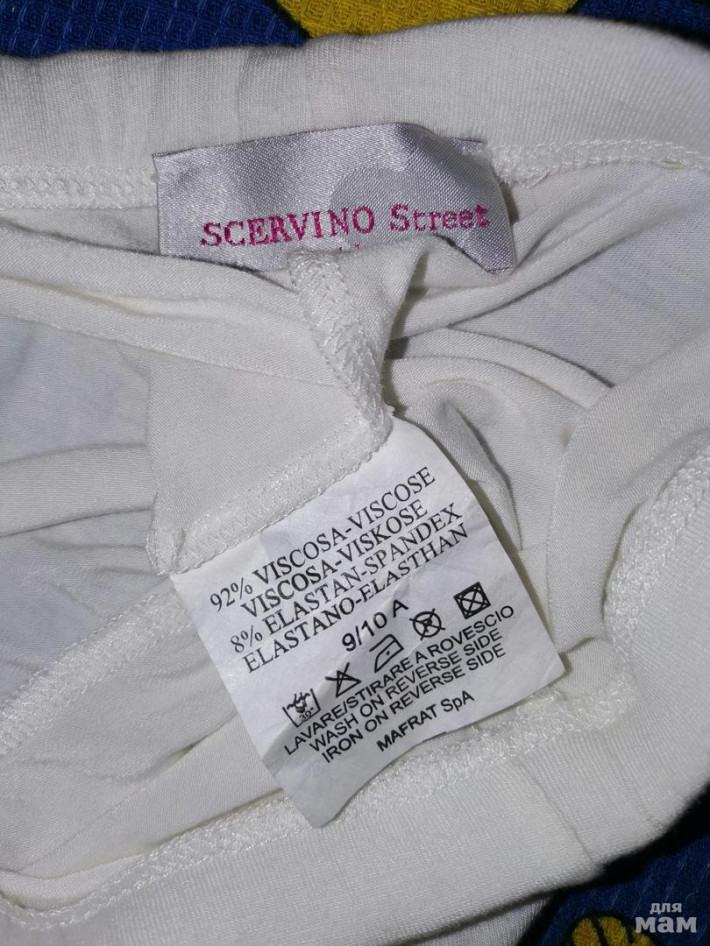 SCERVINO Street
92% VISCOSA-VISCOSE
VISCOSA-VISKOSE
8% ELASTAN-SPANDEX
ELASTANO-ELASTHAN
9/10 A
30°
LAVARE/STIRARE A ROVESCIO
WASH ON REVERSE SIDE
IRON ON REVERSE SIDE
MAFRAT SpA
для
мам